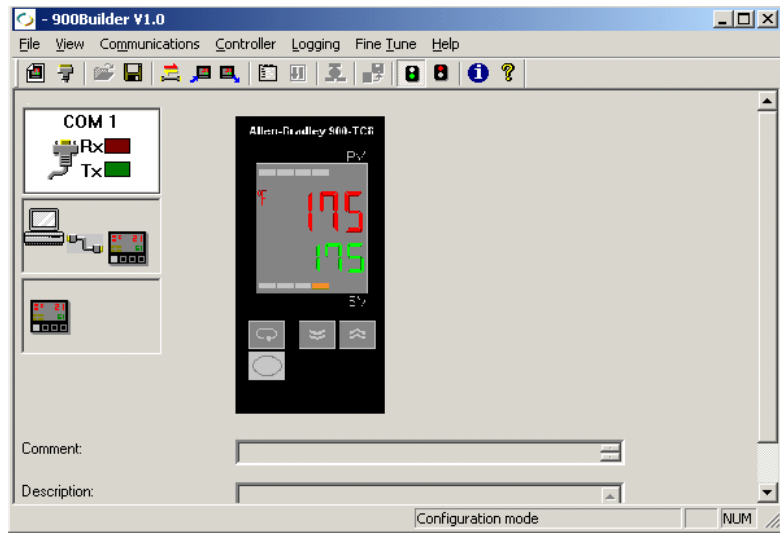 - 900Builder V1.0
File View Communications Controller Logging Fine Tune Help
COM 1
Rx
Tx
Allen-Bradley 900-TC8
PV
°F
175
175
SV
Comment:
Description:
Configuration mode
NUM